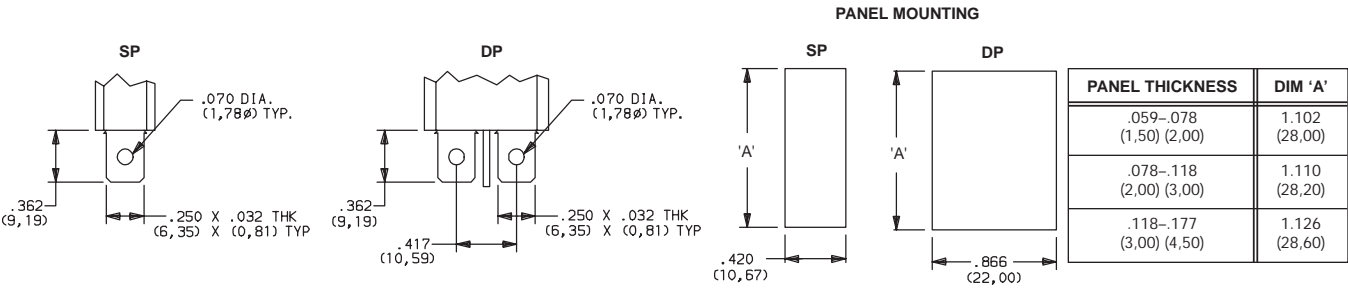 PANEL MOUNTING
SP
.070 DIA.
(1,78ø) TYP.
.362
(9,19)
.250 X .032 THK
(6,35) X (0,81) TYP
DP
.070 DIA.
(1,78ø) TYP.
.362
(9,19)
.250 X .032 THK
(6,35) X (0,81) TYP
.417
(10,59)
SP
'A'
.420
(10,67)
DP
'A'
.866
(22,00)
PANEL THICKNESS DIM ‘A’
.059–.078 1.102
(1,50) (2,00) (28,00)
.078–.118 1.110
(2,00) (3,00) (28,20)
.118–.177 1.126
(3,00) (4,50) (28,60)